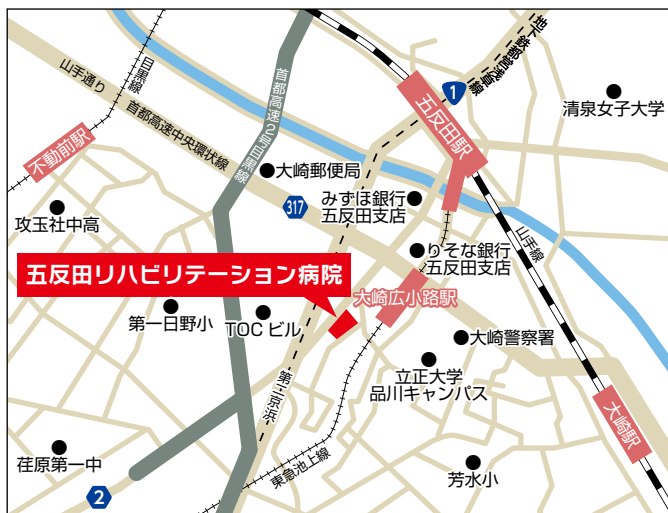 地下鉄都営浅草線
山手通り
目黒線
首都高速2号目黒線
1
五反田駅
清泉女子大学
首都高速中央環状線
不動前駅
大崎郵便局
みずほ銀行
五反田支店
攻玉社中高
317
りそな銀行
五反田支店
山手線
五反田リハビリテーション病院
大崎広小路駅
第一日野小
TOCビル
大崎警察署
立正大学
品川キャンパス
第二京浜
大崎駅
荏原第一中
東急池上線
芳水小
2